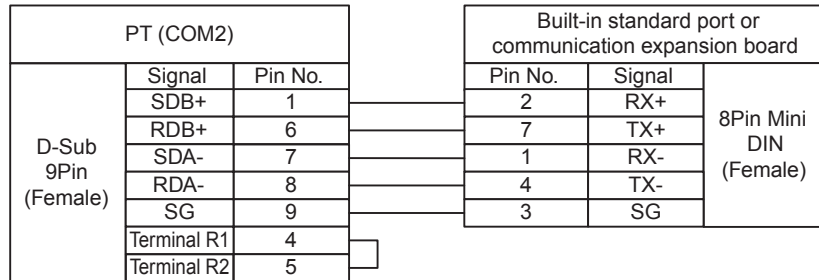 PT (COM2)
Built-in standard port or
communication expansion board
D-Sub
9Pin
(Female)
Signal Pin No.
SDB+ 1
RDB+ 6
SDA- 7
RDA- 8
SG 9
Terminal R1 4
Terminal R2 5
Pin No. Signal
2 RX+
7 TX+
1 RX-
4 TX-
3 SG
8Pin Mini
DIN
(Female)